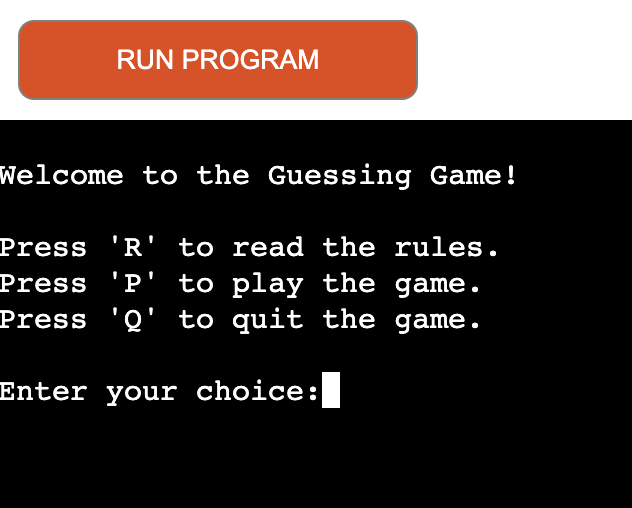 RUN PROGRAM
Welcome to the Guessing Game!
Press 'R' to read the rules.
Press 'P' to play the game.
Press 'Q' to quit the game.
Enter your choice: